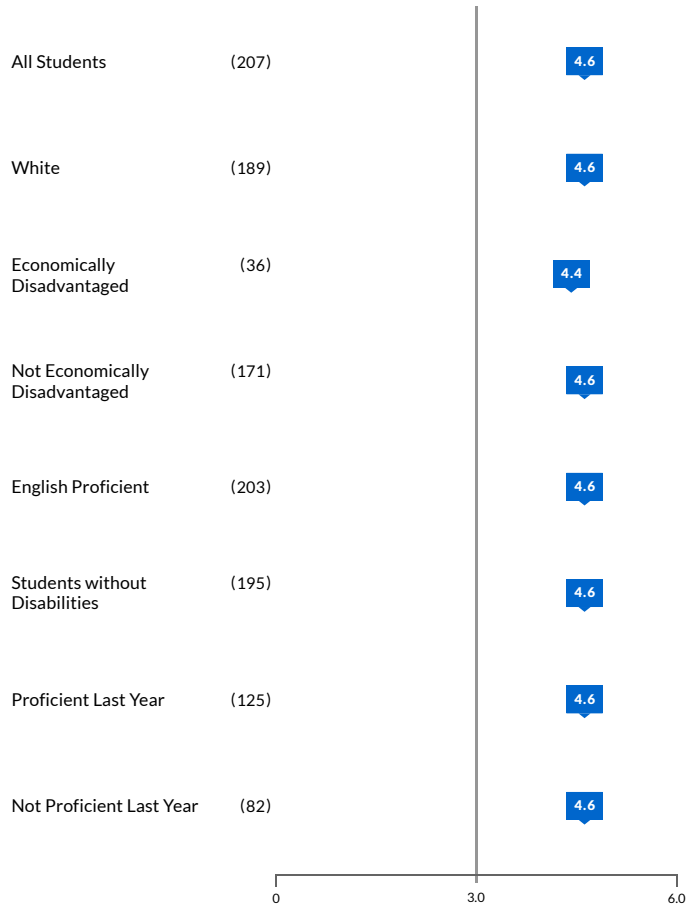 All Students (207) 4.6
White (189) 4.6
Economically (36)
Disadvantaged
4.4
Not Economically (171)
Disadvantaged
4.6
English Proficient (203) 4.6
Students without (195)
Disabilities
4.6
Proficient Last Year (125) 4.6
Not Proficient Last Year (82) 4.6
0 3.0 6.0